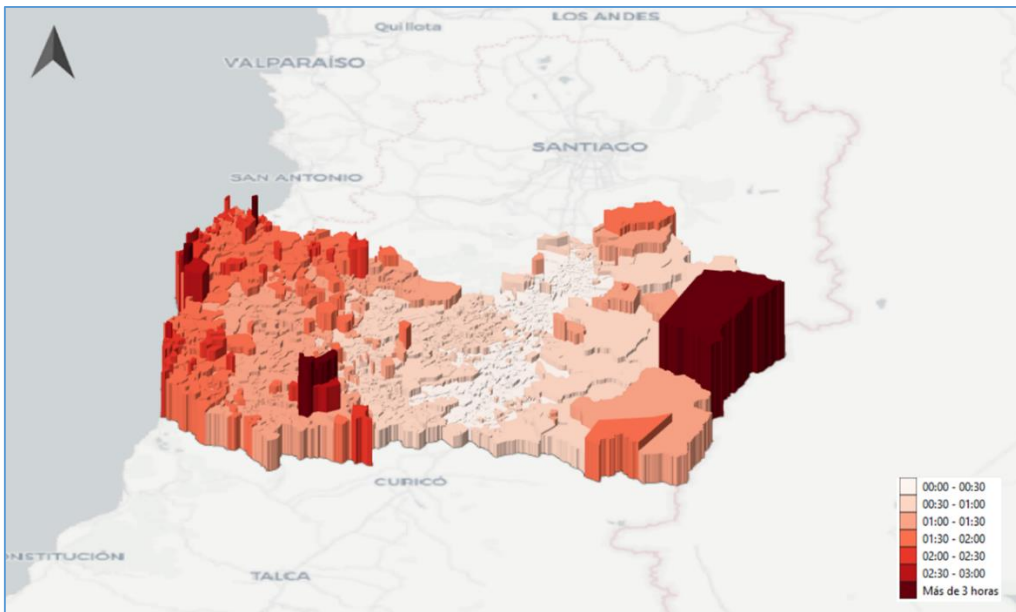 LOS ANDES
Quillota
VALPARAÍSO
SANTIAGO
SAN ANTONIO
CURICÓ
ONSTITUCIÓN
TALCA
00:00 - 00:30
00:30 - 01:00
01:00 - 01:30
01:30 - 02:00
02:00 - 02:30
02:30 - 03:00
Más de 3 horas